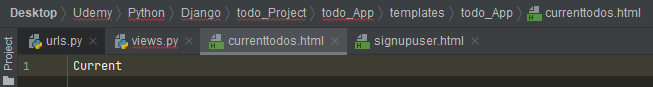 Desktop > Udemy > Python > Django > todo_Project > todo_App > templates > todo_App > currenttodos.html
urls.py × views.py × currenttodos.html × signupuser.html ×
Project
1 Current